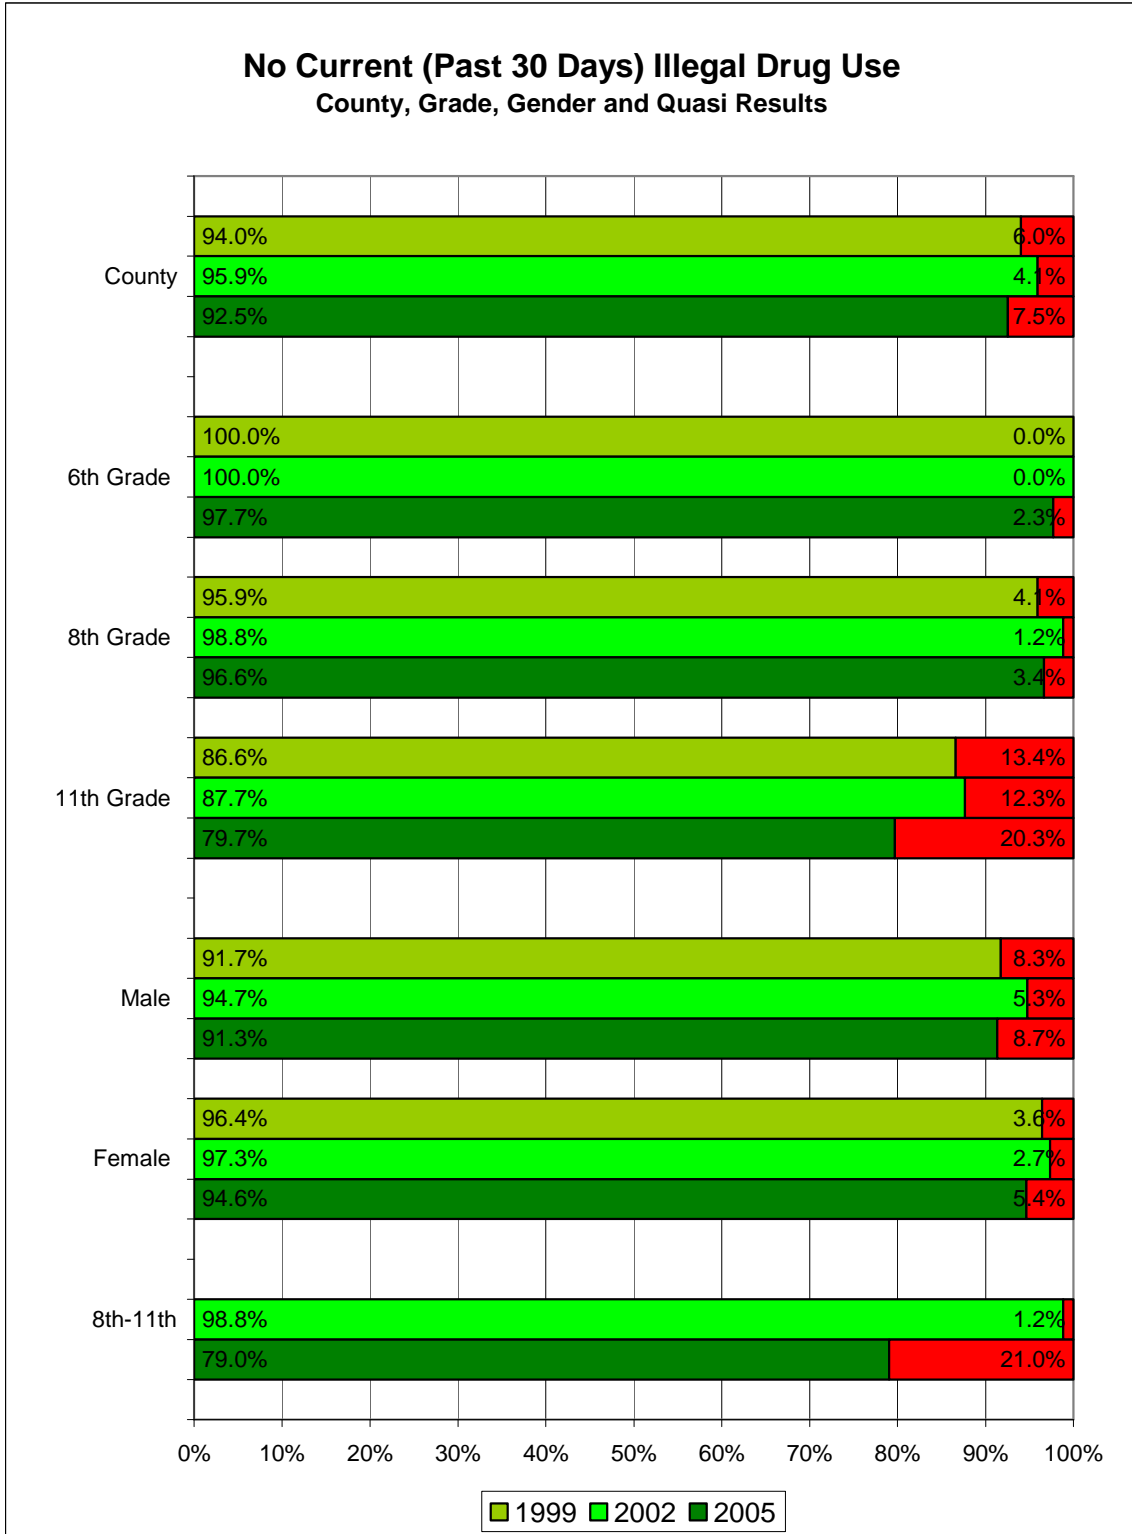 No Current (Past 30 Days) Illegal Drug Use
County, Grade, Gender and Quasi Results
94.0% 6.0%
County
95.9% 4.1%
92.5% 7.5%
100.0% 0.0%
6th Grade
100.0% 0.0%
97.7% 2.3%
95.9% 4.1%
8th Grade
98.8% 1.2%
96.6% 3.4%
86.6% 13.4%
11th Grade
87.7% 12.3%
79.7% 20.3%
91.7% 8.3%
Male
94.7% 5.3%
91.3% 8.7%
96.4% 3.6%
Female
97.3% 2.7%
94.6% 5.4%
8th-11th
98.8% 1.2%
79.0% 21.0%
0% 10% 20% 30% 40% 50% 60% 70% 80% 90% 100%
1999 2002 2005